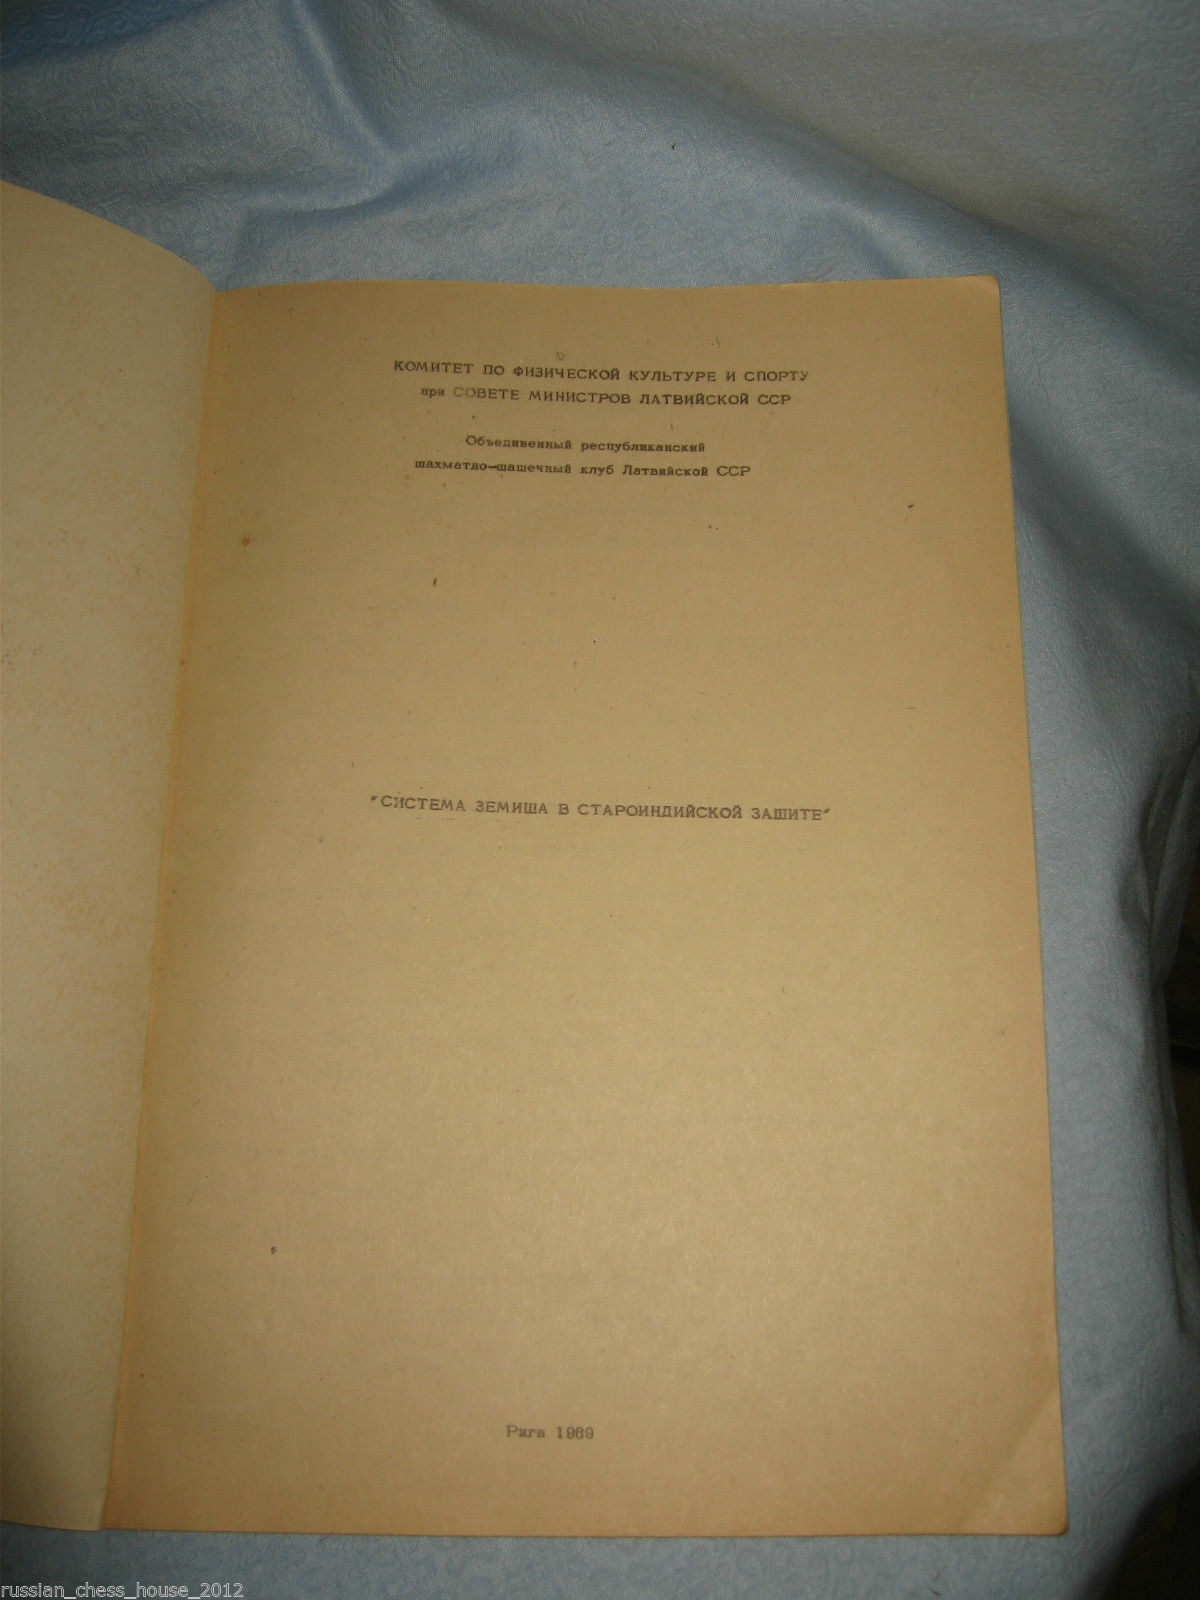 КОМИТЕТ ПО ФИЗИЧЕСКОЙ КУЛЬТУРЕ И СПОРТУ
при СОВЕТЕ МИНИСТРОВ ЛАТВИЙСКОЙ ССР
Объединенный республиканский
шахматно-шашечный клуб Латвийской ССР
"СИСТЕМА ЗЕМИША В СТАРОИНДИЙСКОЙ ЗАЩИТЕ"
Рига 1969
russian_chess_house_2012